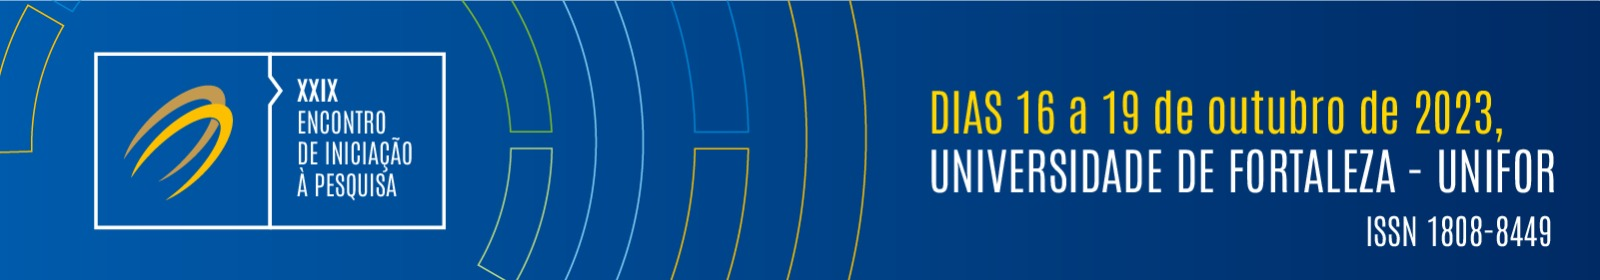 XXIX
ENCONTRO
DE INICIAÇÃO
À PESQUISA
DIAS 16 a 19 de outubro de 2023,
UNIVERSIDADE DE FORTALEZA - UNIFOR
ISSN 1808-8449